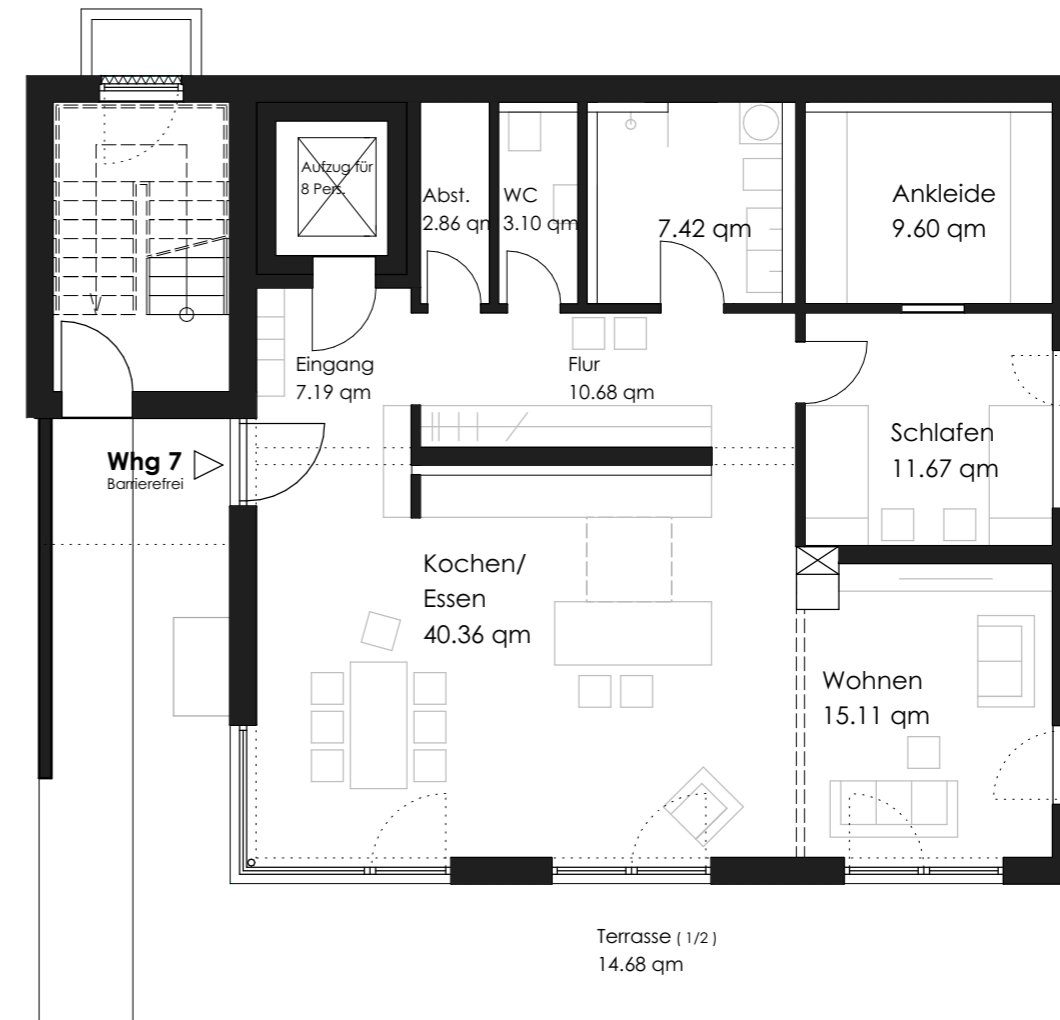 Aufzug für
8 Pers.
Abst.
2.86 qm
WC
3.10 qm
7.42 qm
Ankleide
9.60 qm
Eingang
7.19 qm
Flur
10.68 qm
Schlafen
11.67 qm
Whg 7
Barrierefrei
Kochen/
Essen
40.36 qm
Wohnen
15.11 qm
Terrasse ( 1/2 )
14.68 qm